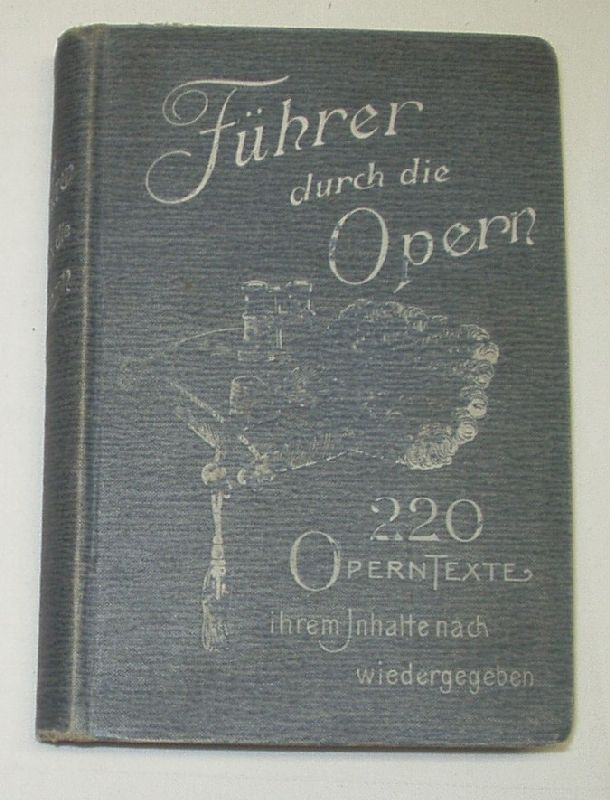 Führer
durch die
Opern
220
OpernTexte
ihrem Inhalte nach
wiedergegeben